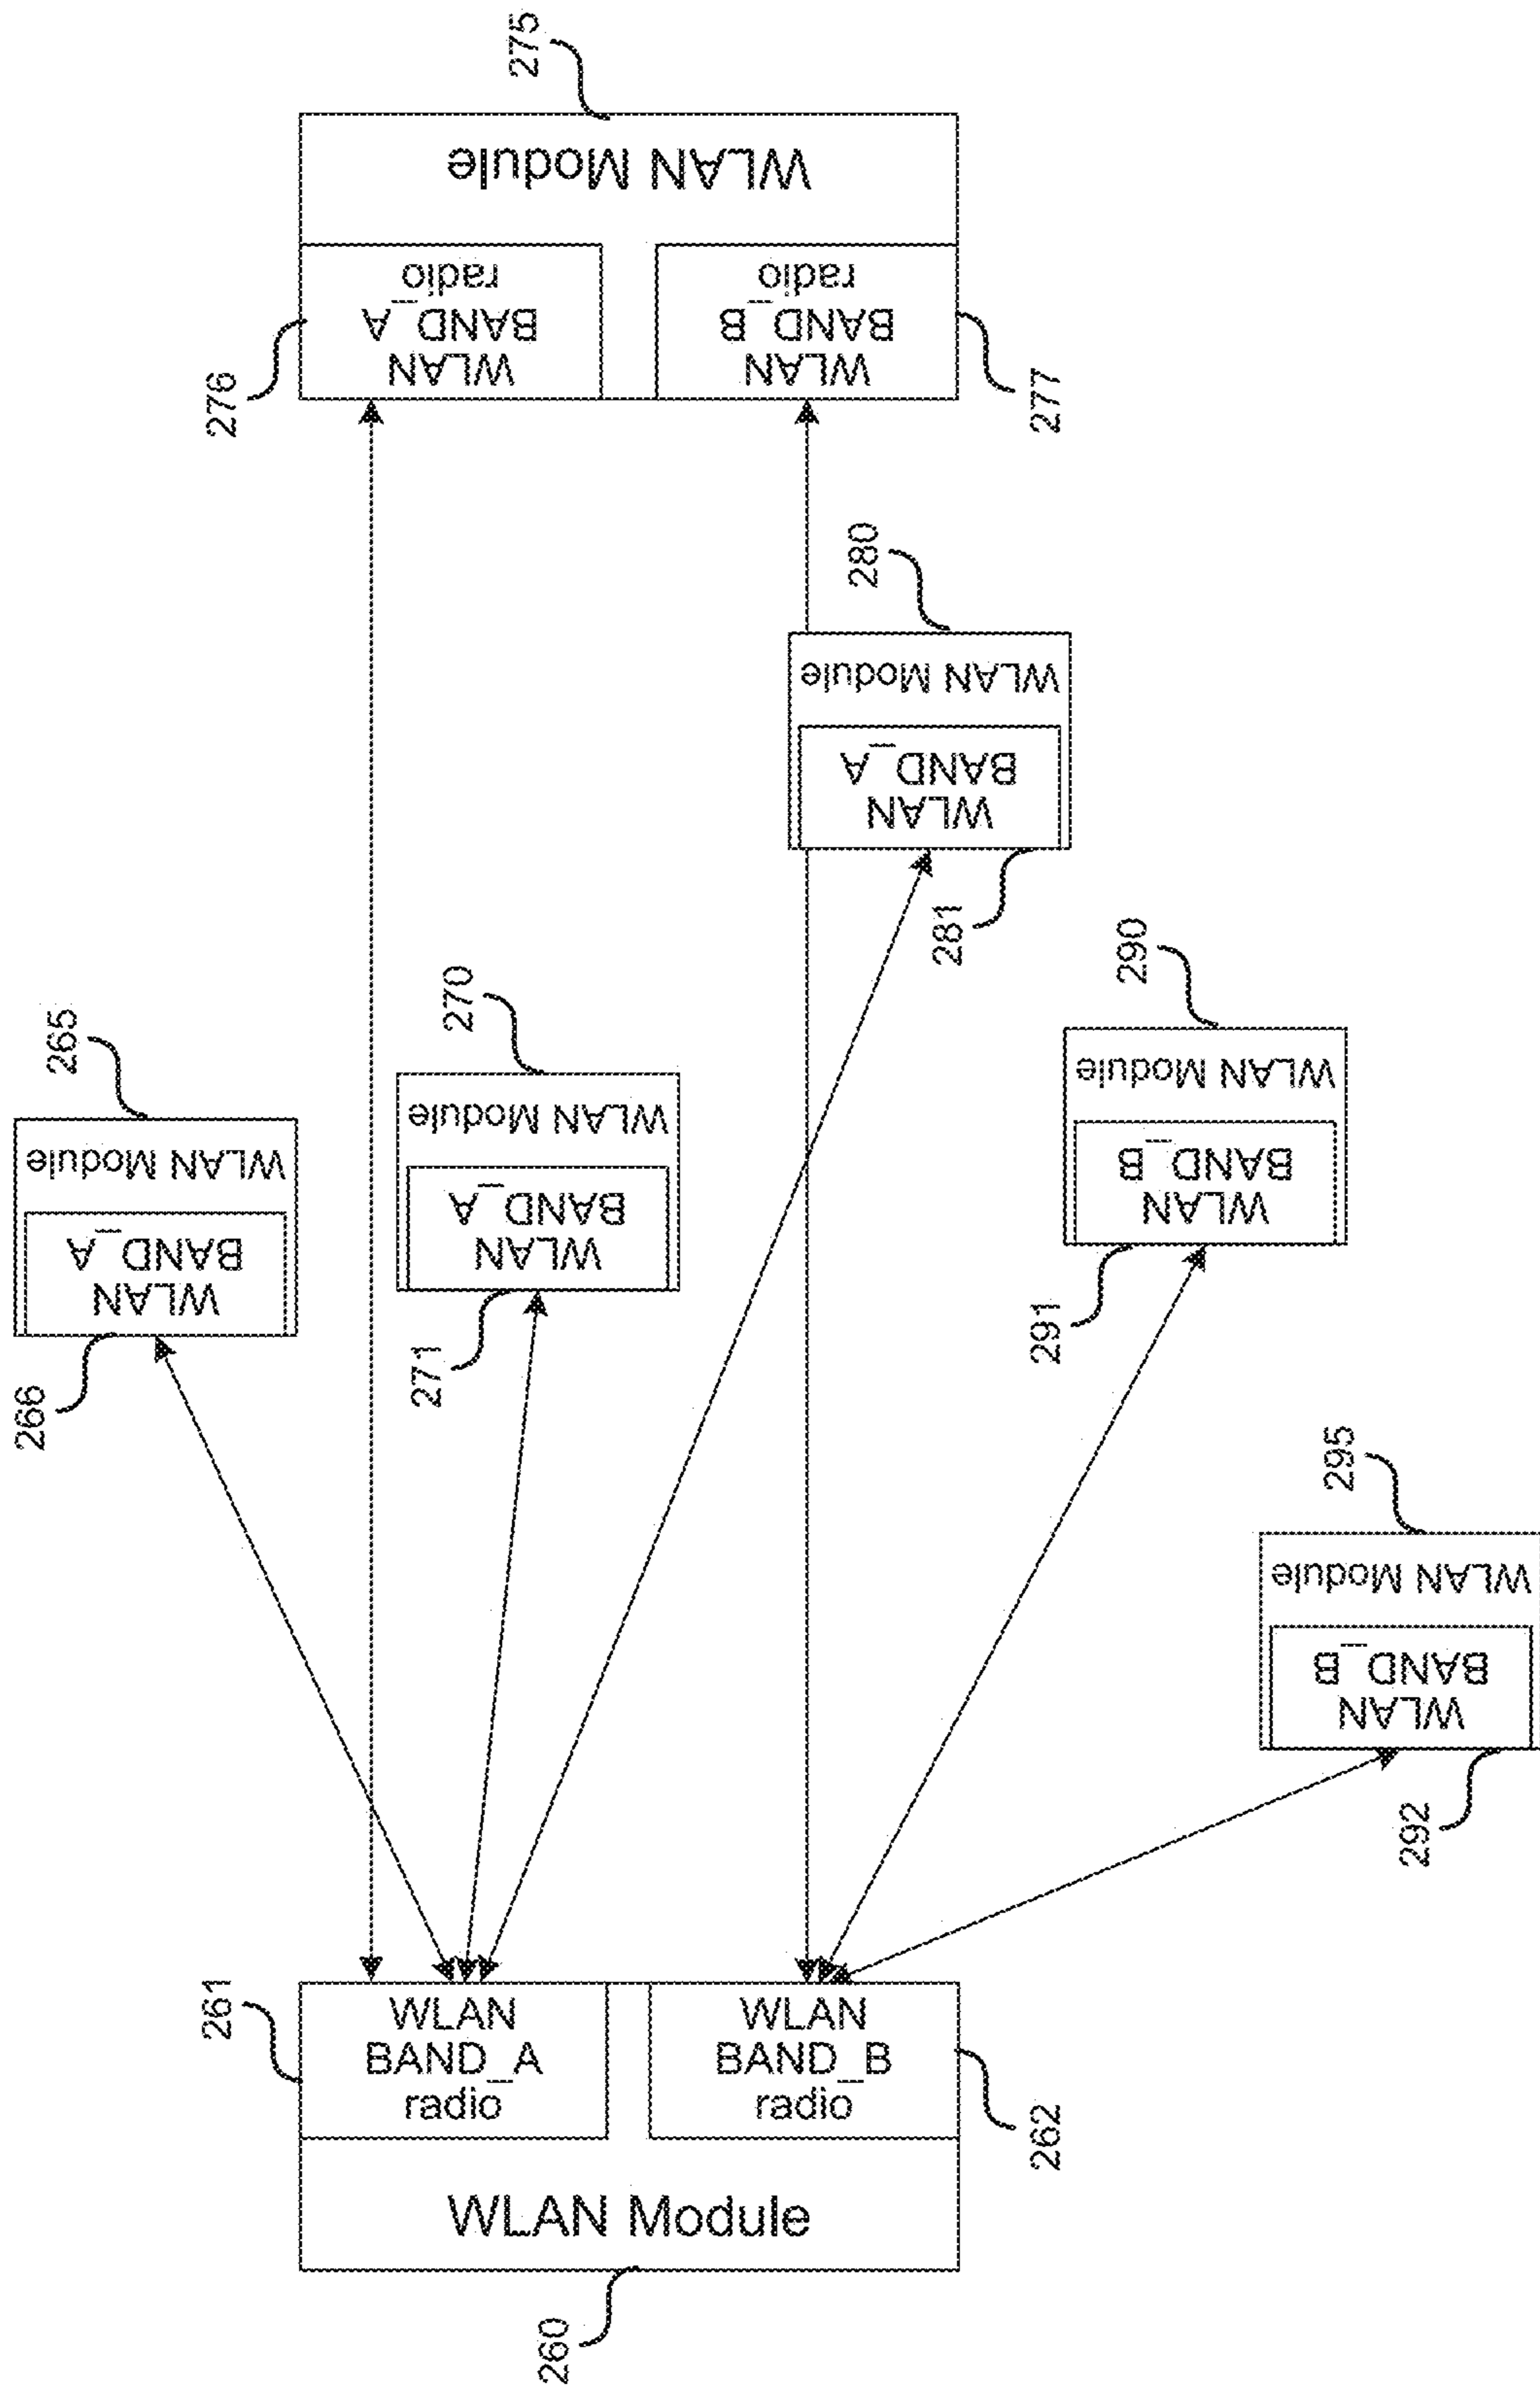 275
WLAN Module
276
WLAN
BAND_A
radio
WLAN
BAND_B
radio
277
280
WLAN Module
WLAN
BAND_A
281
265
WLAN Module
WLAN
BAND_A
266
270
WLAN Module
WLAN
BAND_A
271
290
WLAN Module
WLAN
BAND_B
291
295
WLAN Module
WLAN
BAND_B
292
261
WLAN
BAND_A
radio
WLAN
BAND_B
radio
262
WLAN Module
260